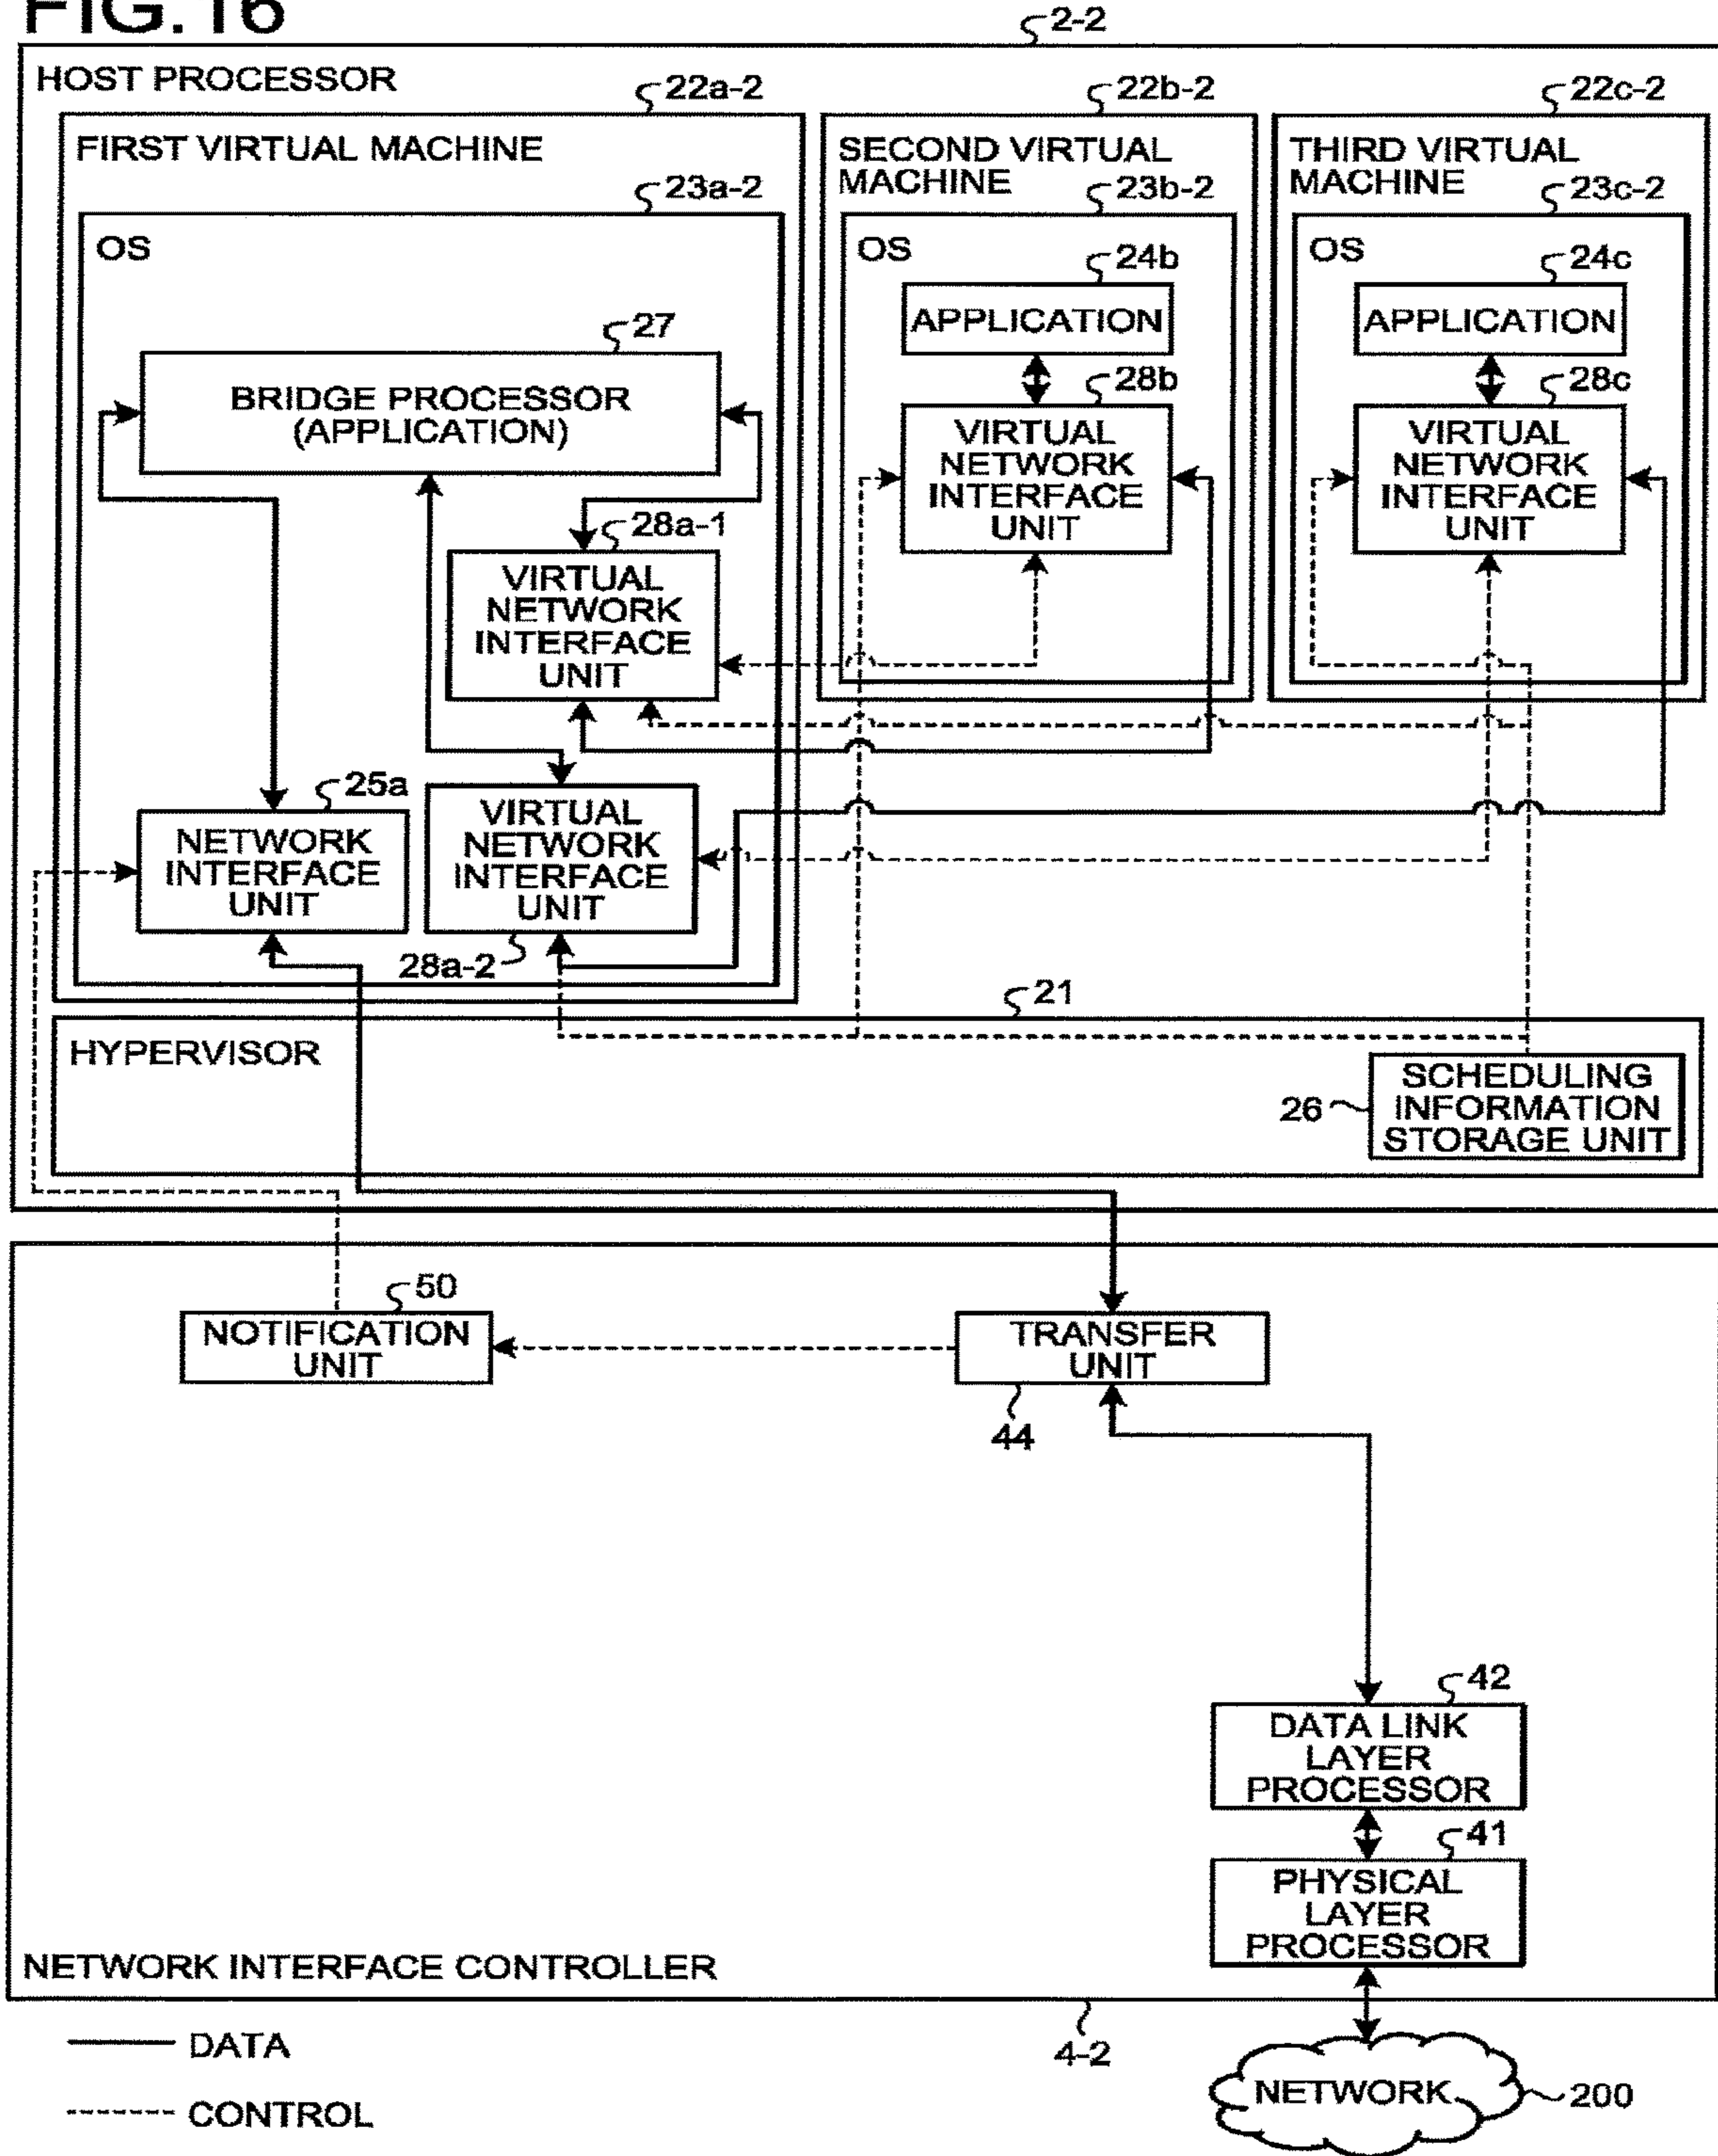 FIG.16
2-2
HOST PROCESSOR
22a-2
22b-2
22c-2
FIRST VIRTUAL MACHINE
SECOND VIRTUAL
MACHINE
THIRD VIRTUAL
MACHINE
23a-2
23b-2
23c-2
OS
OS
OS
24b
24c
APPLICATION
APPLICATION
27
BRIDGE PROCESSOR
(APPLICATION)
28b
28c
VIRTUAL
NETWORK
INTERFACE
UNIT
VIRTUAL
NETWORK
INTERFACE
UNIT
28a-1
VIRTUAL
NETWORK
INTERFACE
UNIT
25a
NETWORK
INTERFACE
UNIT
VIRTUAL
NETWORK
INTERFACE
UNIT
28a-2
21
HYPERVISOR
26
SCHEDULING
INFORMATION
STORAGE UNIT
50
NOTIFICATION
UNIT
TRANSFER
UNIT
44
42
DATA LINK
LAYER
PROCESSOR
41
PHYSICAL
LAYER
PROCESSOR
NETWORK INTERFACE CONTROLLER
4-2
DATA
CONTROL
NETWORK
200